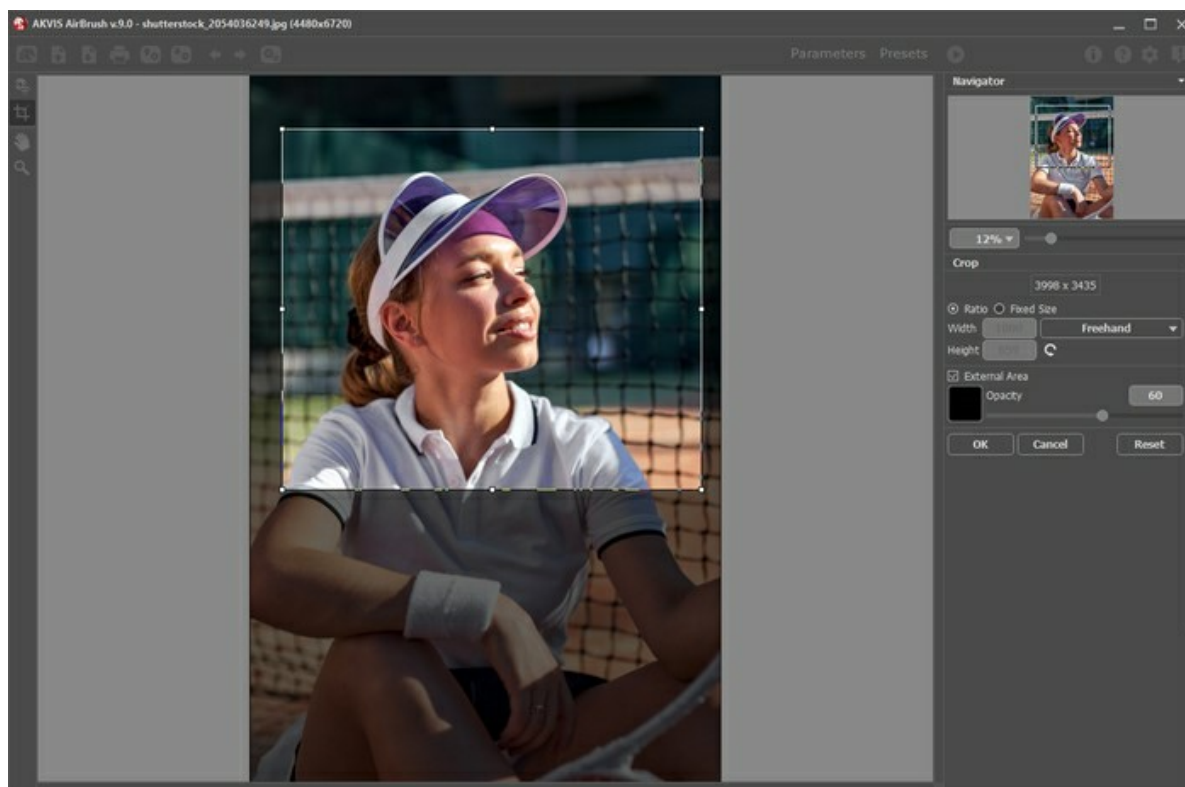 AKVIS AirBrush v.9.0 - shutterstock_2054036249.jpg (4480x6720)
Parameters Presets
Navigator
12%
Crop
3998 x 3435
Ratio Fixed Size
Width 1000 Freehand
Height
External Area
Opacity 60
OK Cancel Reset